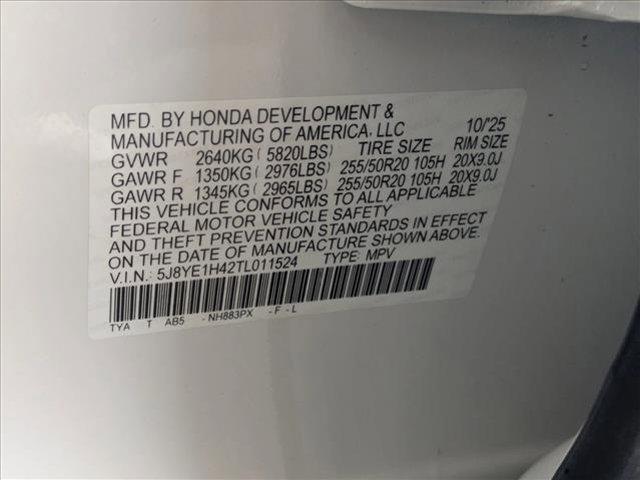 MFD. BY HONDA DEVELOPMENT &
MANUFACTURING OF AMERICA, LLC 10/'25
GVWR 2640KG ( 5820LBS) TIRE SIZE RIM SIZE
GAWR F 1350KG ( 2976LBS) 255/50R20 105H 20X9.0J
GAWR R 1345KG ( 2965LBS) 255/50R20 105H 20X9.0J
THIS VEHICLE CONFORMS TO ALL APPLICABLE
FEDERAL MOTOR VEHICLE SAFETY
AND THEFT PREVENTION STANDARDS IN EFFECT
ON THE DATE OF MANUFACTURE SHOWN ABOVE.
V.I.N.: 5J8YE1H42TL011524 TYPE: MPV
TYA T AB5 - NH883PX - F - L